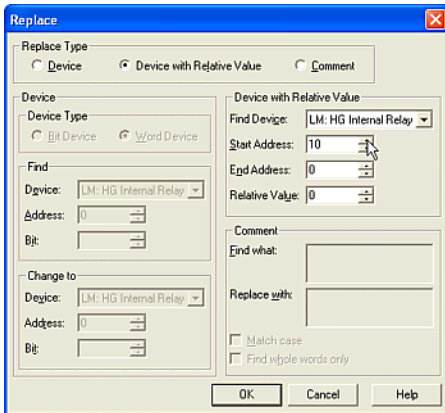 Replace
Replace Type
Device
Device with Relative Value
Comment
Device
Device Type
Bit Device
Word Device
Find
Device: LM: HG Internal Relay
Address: 0
Bit:
Change to
Device: LM: HG Internal Relay
Address: 0
Bit:
Device with Relative Value
Find Device: LM: HG Internal Relay
Start Address: 10
End Address: 0
Relative Value: 0
Comment
Find what:
Replace with:
Match case
Find whole words only
OK
Cancel
Help